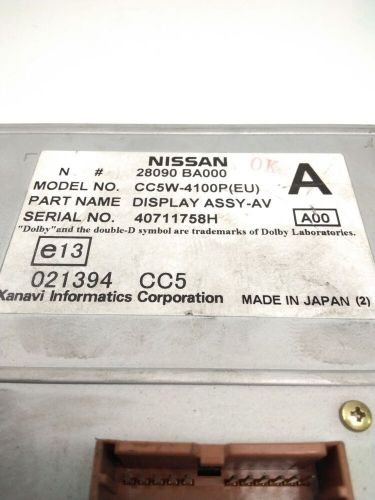 NISSAN
OK
N # 28090 BA000
MODEL NO. CC5W-4100P(EU)
A
PART NAME DISPLAY ASSY-AV
SERIAL NO. 40711758H
A00
"Dolby"and the double-D symbol are trademarks of Dolby Laboratories.
e13
021394 CC5
Xanavi Informatics Corporation MADE IN JAPAN (2)